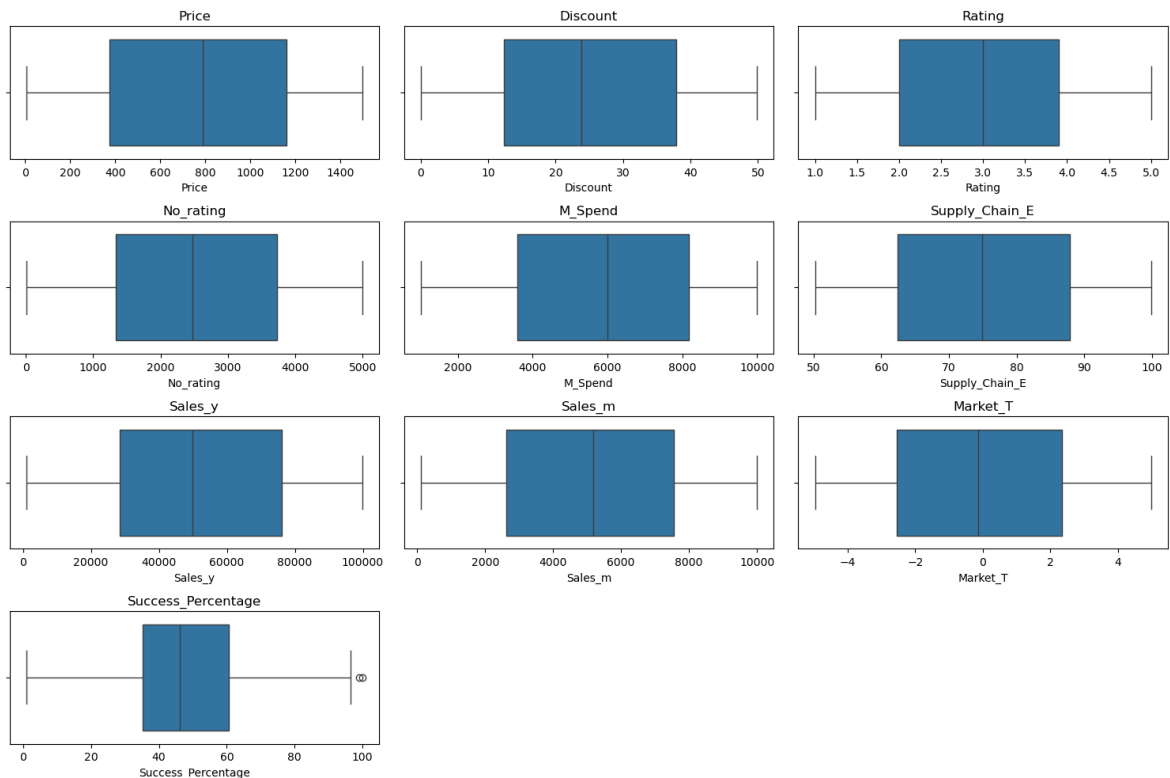 Price
0 200 400 600 800 1000 1200 1400
Price
Discount
0 10 20 30 40 50
Discount
Rating
1.0 1.5 2.0 2.5 3.0 3.5 4.0 4.5 5.0
Rating
No_rating
0 1000 2000 3000 4000 5000
No_rating
M_Spend
2000 4000 6000 8000 10000
M_Spend
Supply_Chain_E
50 60 70 80 90 100
Supply_Chain_E
Sales_y
0 20000 40000 60000 80000 100000
Sales_y
Sales_m
0 2000 4000 6000 8000 10000
Sales_m
Market_T
−4 −2 0 2 4
Market_T
Success_Percentage
0 20 40 60 80 100
Success_Percentage